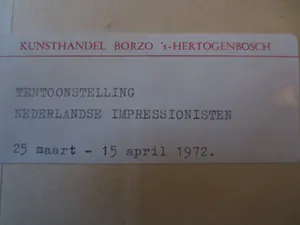 KUNSTHANDEL BORZO 's-HERTOGENBOSCH
TENTOONSTELLING
NEDERLANDSE IMPRESSIONISTEN
25 maart - 15 april 1972.